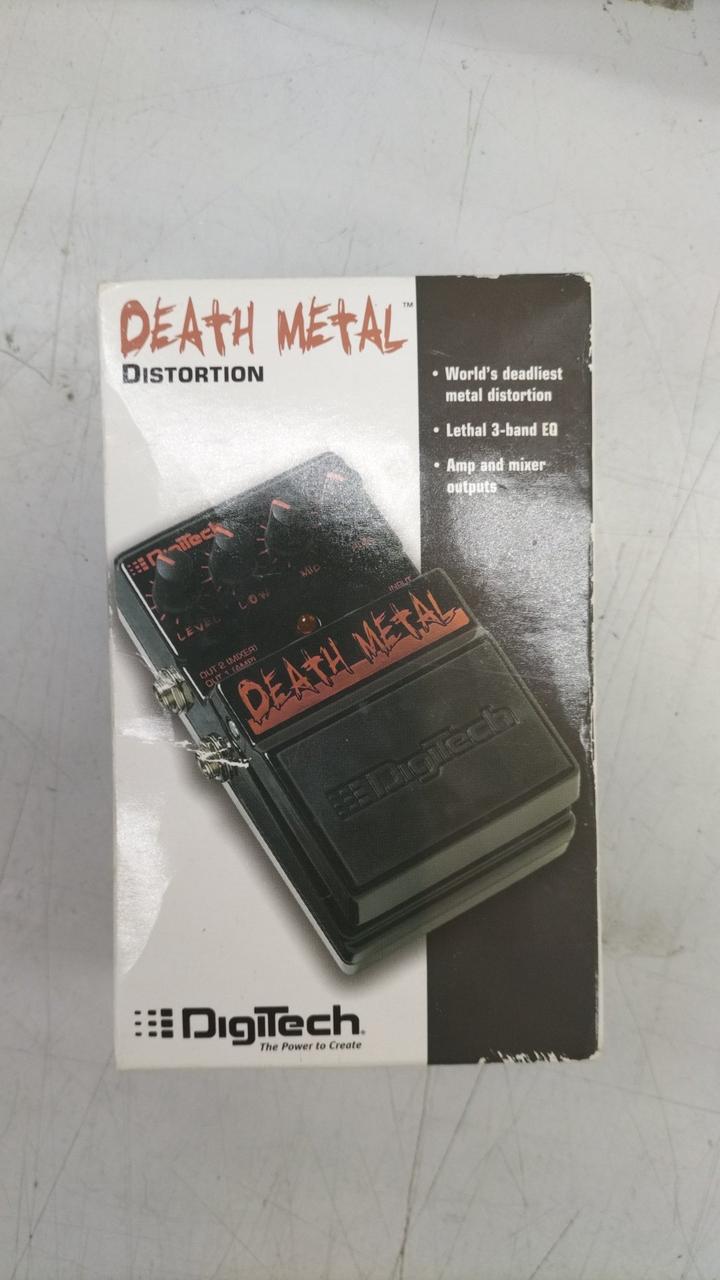 DEATH METAL™
DISTORTION
• World's deadliest
metal distortion
• Lethal 3-band EQ
• Amp and mixer
outputs
DigiTech
LEVEL LOW MID
INPUT
OUT 2 (MIXER)
OUT 1 (AMP)
DEATH METAL
DigiTech
DigiTech®
The Power to Create